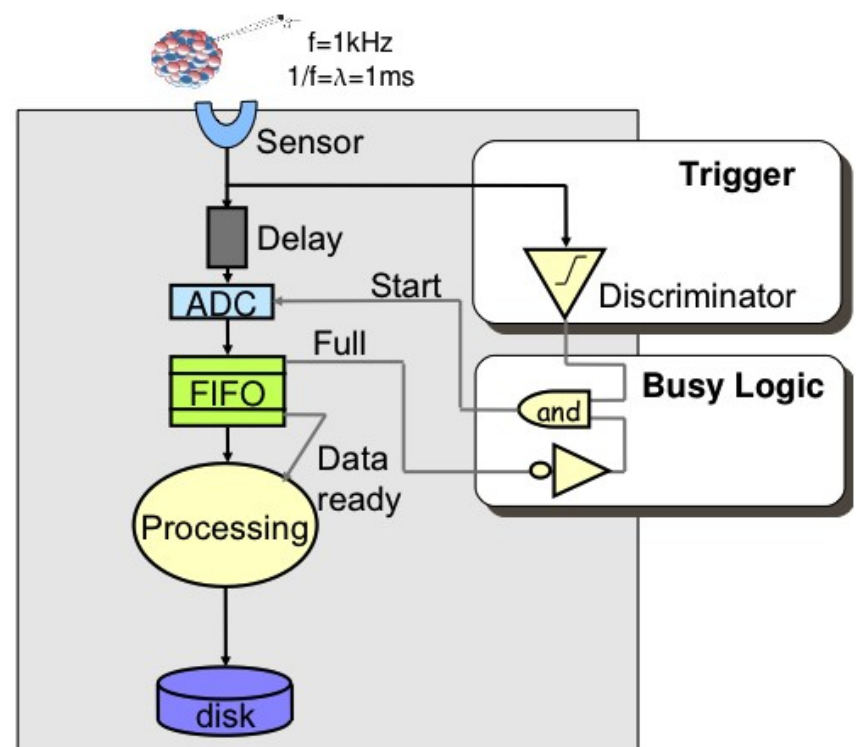 f=1kHz
1/f=λ=1ms
Sensor
Trigger
Delay
Start
ADC
Discriminator
Full
Busy Logic
FIFO
and
Data
ready
Processing
disk